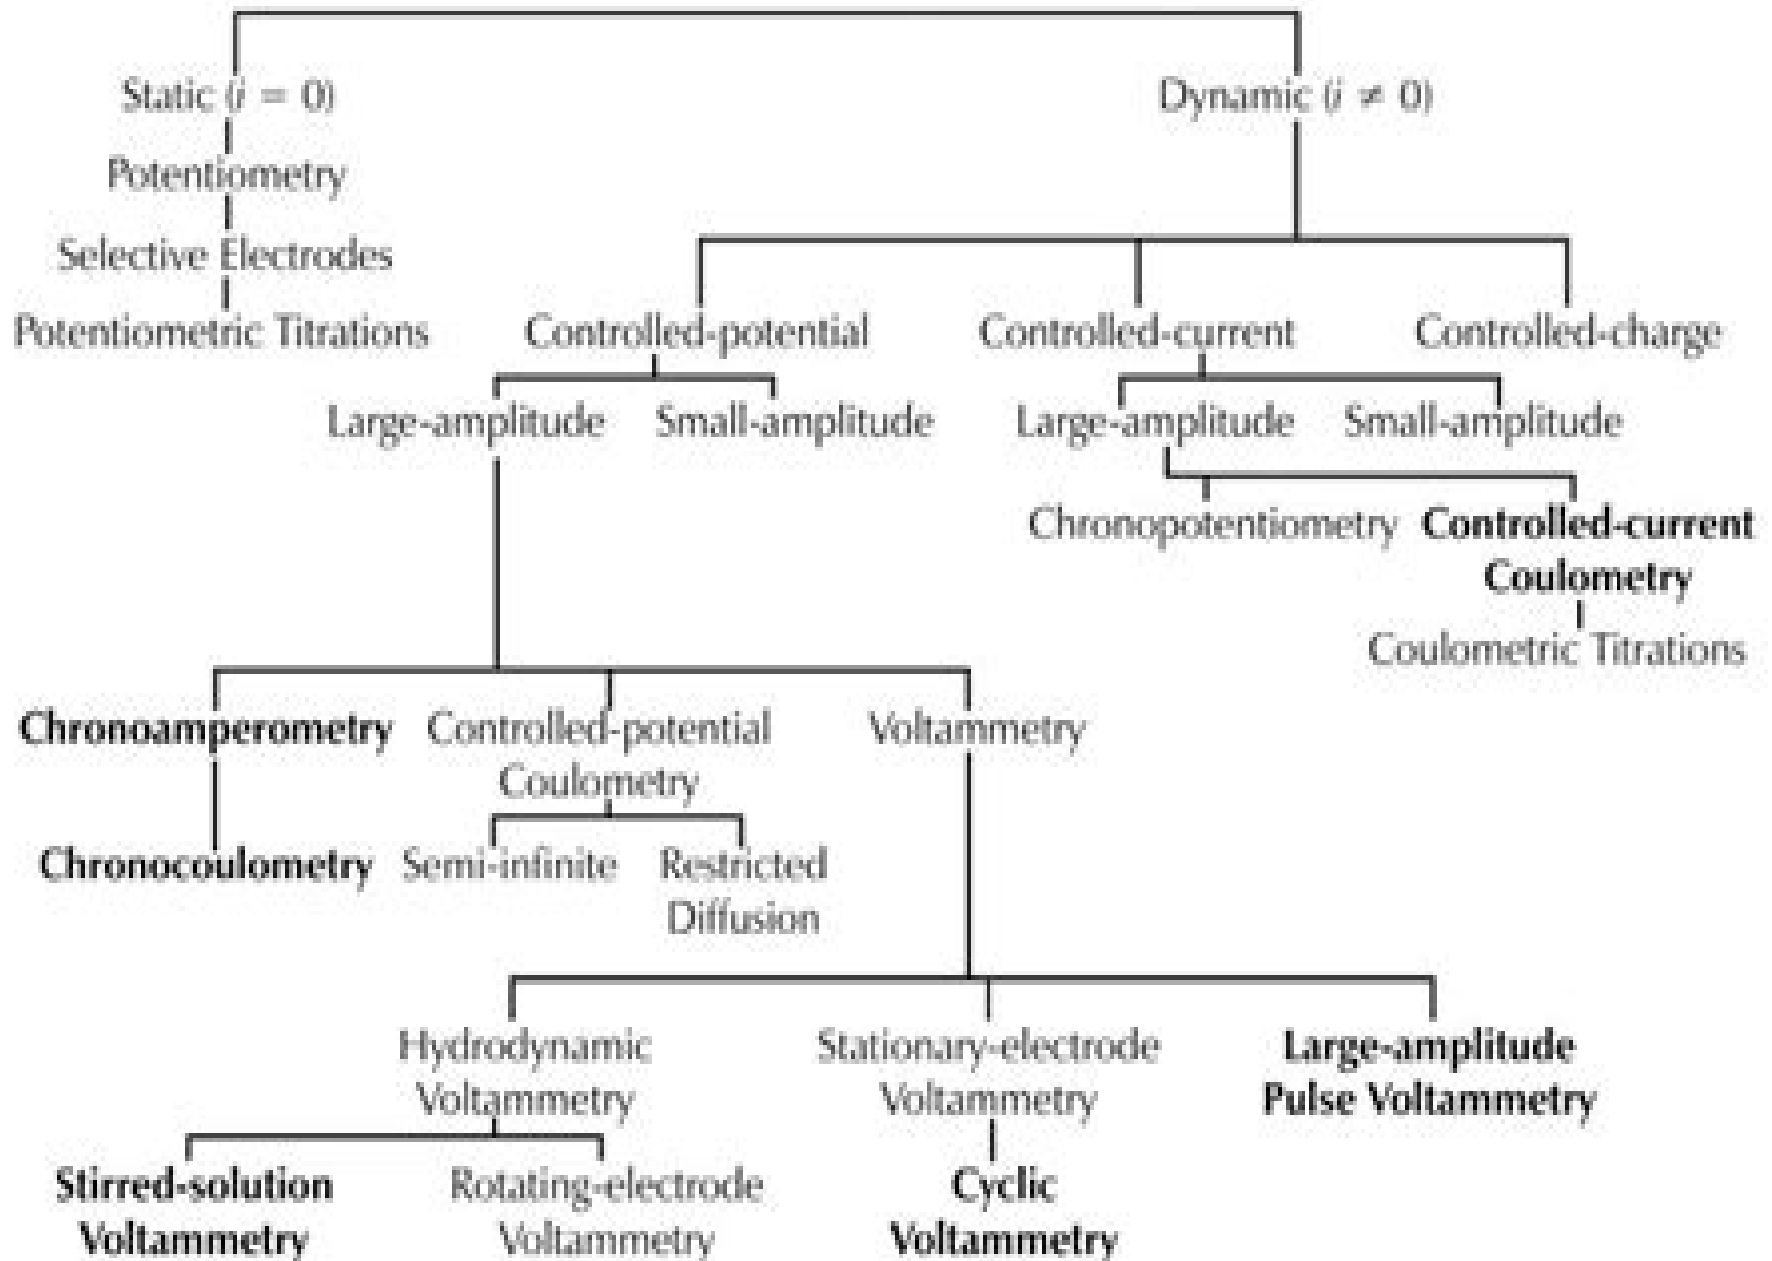 Static (i = 0)
Dynamic (i ≠ 0)
Potentiometry
Selective Electrodes
Potentiometric Titrations
Controlled-potential
Controlled-current
Controlled-charge
Large-amplitude
Small-amplitude
Large-amplitude
Small-amplitude
Chronopotentiometry
Controlled-current
Coulometry
Coulometric Titrations
Chronoamperometry
Controlled-potential
Coulometry
Voltammetry
Chronocoulometry
Semi-infinite
Restricted
Diffusion
Hydrodynamic
Voltammetry
Stationary-electrode
Voltammetry
Large-amplitude
Pulse Voltammetry
Stirred-solution
Voltammetry
Rotating-electrode
Voltammetry
Cyclic
Voltammetry